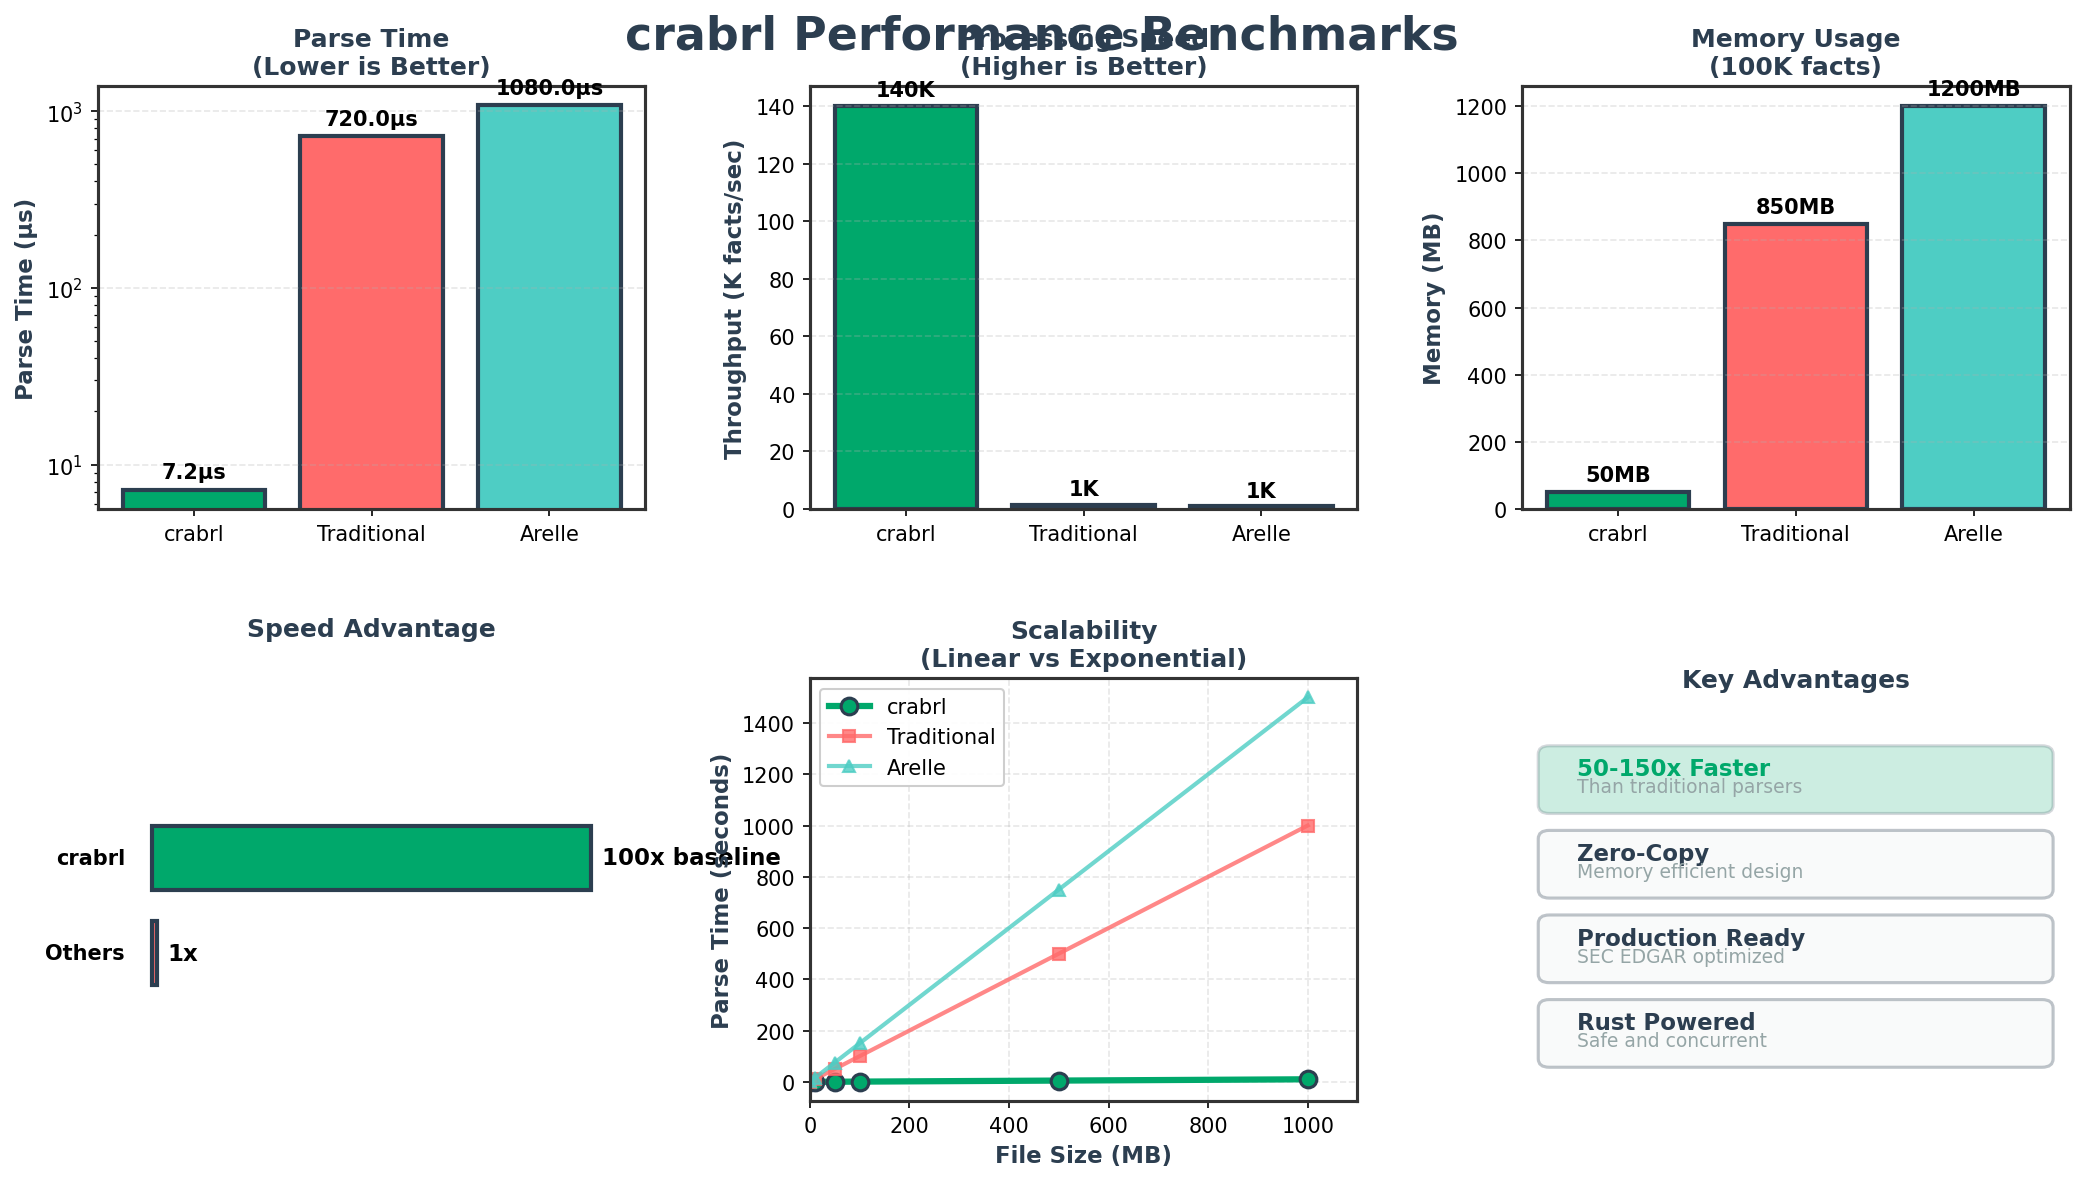 crabrl Performance Benchmarks
Parse Time
(Lower is Better)
Parse Time (µs)
10³
10²
10¹
7.2µs
720.0µs
1080.0µs
crabrl
Traditional
Arelle
Processing Speed
(Higher is Better)
Throughput (K facts/sec)
140
120
100
80
60
40
20
0
140K
1K
1K
crabrl
Traditional
Arelle
Memory Usage
(100K facts)
Memory (MB)
1200
1000
800
600
400
200
0
50MB
850MB
1200MB
crabrl
Traditional
Arelle
Speed Advantage
crabrl
100x baseline
Others
1x
Scalability
(Linear vs Exponential)
crabrl
Traditional
Arelle
Parse Time (seconds)
1400
1200
1000
800
600
400
200
0
0
200
400
600
800
1000
File Size (MB)
Key Advantages
50-150x Faster
Than traditional parsers
Zero-Copy
Memory efficient design
Production Ready
SEC EDGAR optimized
Rust Powered
Safe and concurrent